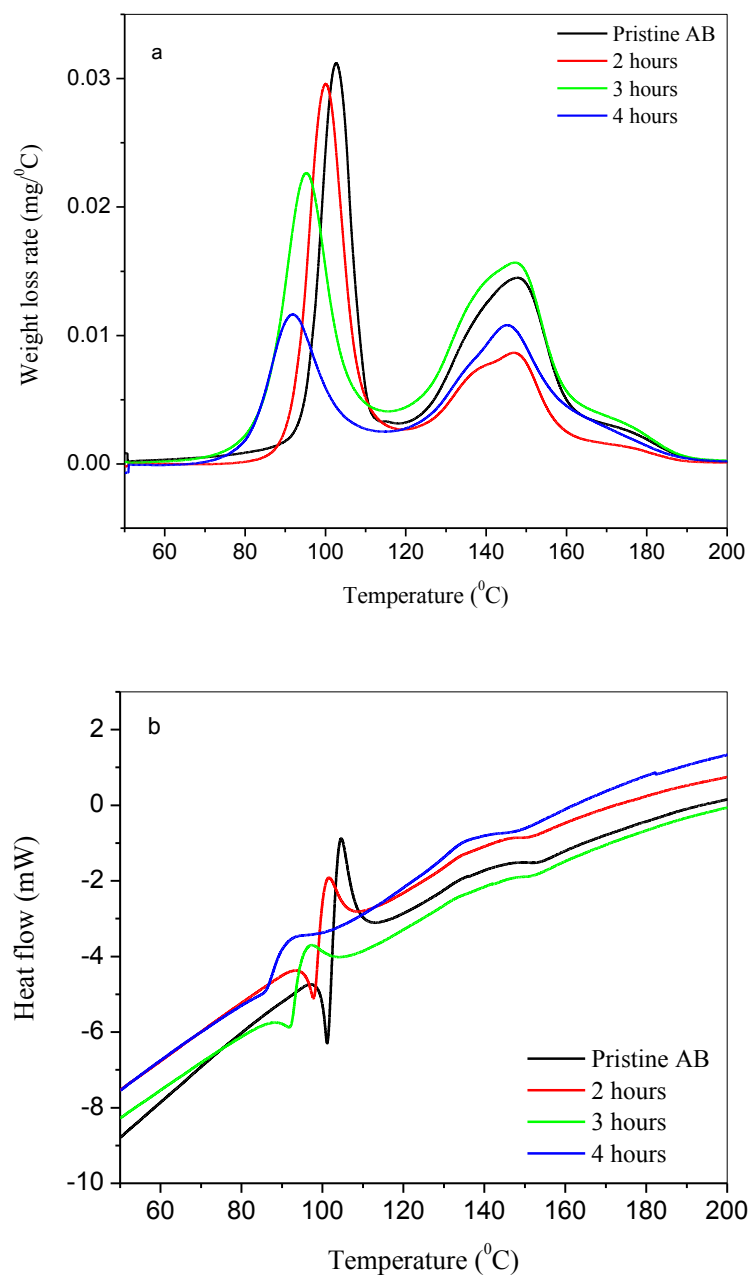 a
Pristine AB
2 hours
3 hours
4 hours
0.03
0.02
0.01
0.00
Weight loss rate (mg/⁰C)
60 80 100 120 140 160 180 200
Temperature (⁰C)
b
2
0
-2
-4
-6
-8
-10
Heat flow (mW)
Pristine AB
2 hours
3 hours
4 hours
60 80 100 120 140 160 180 200
Temperature (⁰C)